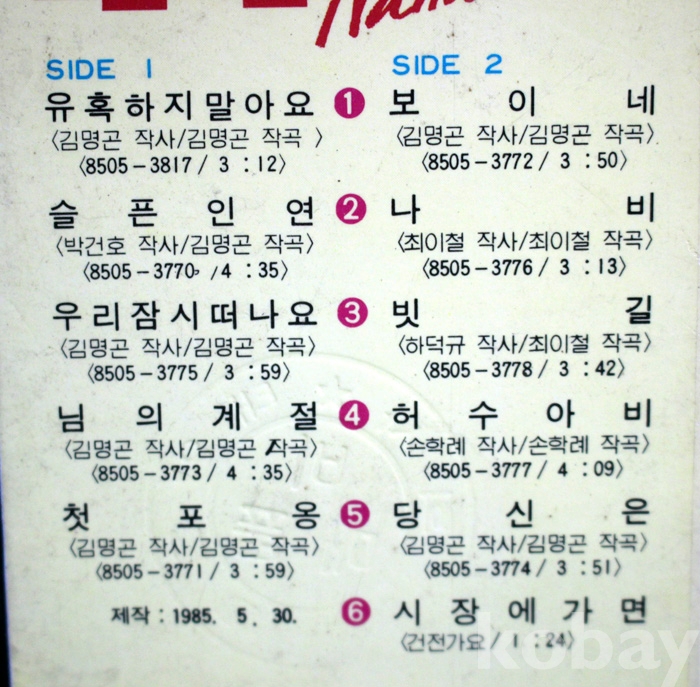 SIDE 1
유혹하지말아요
〈김명곤 작사/김명곤 작곡 〉
〈8505-3817 / 3 : 12〉
슬픈인연
〈박건호 작사/김명곤 작곡〉
〈8505-3770 / 4 : 35〉
우리잠시떠나요
〈김명곤 작사/김명곤 작곡〉
〈8505-3775 / 3 : 59〉
님의계절
〈김명곤 작사/김명곤 작곡〉
〈8505-3773 / 4 : 35〉
첫포옹
〈김명곤 작사/김명곤 작곡〉
〈8505-3771 / 3 : 59〉
제작 : 1985. 5. 30.
SIDE 2
1 보이네
〈김명곤 작사/김명곤 작곡〉
〈8505-3772 / 3 : 50〉
2 나비
〈최이철 작사/최이철 작곡〉
〈8505-3776 / 3 : 13〉
3 빗길
〈하덕규 작사/최이철 작곡〉
〈8505-3778 / 3 : 42〉
4 허수아비
〈손학례 작사/손학례 작곡〉
〈8505-3777 / 4 : 09〉
5 당신은
〈김명곤 작사/김명곤 작곡〉
〈8505-3774 / 3 : 51〉
6 시장에가면
〈건전가요 / 1 : 24〉
kobay